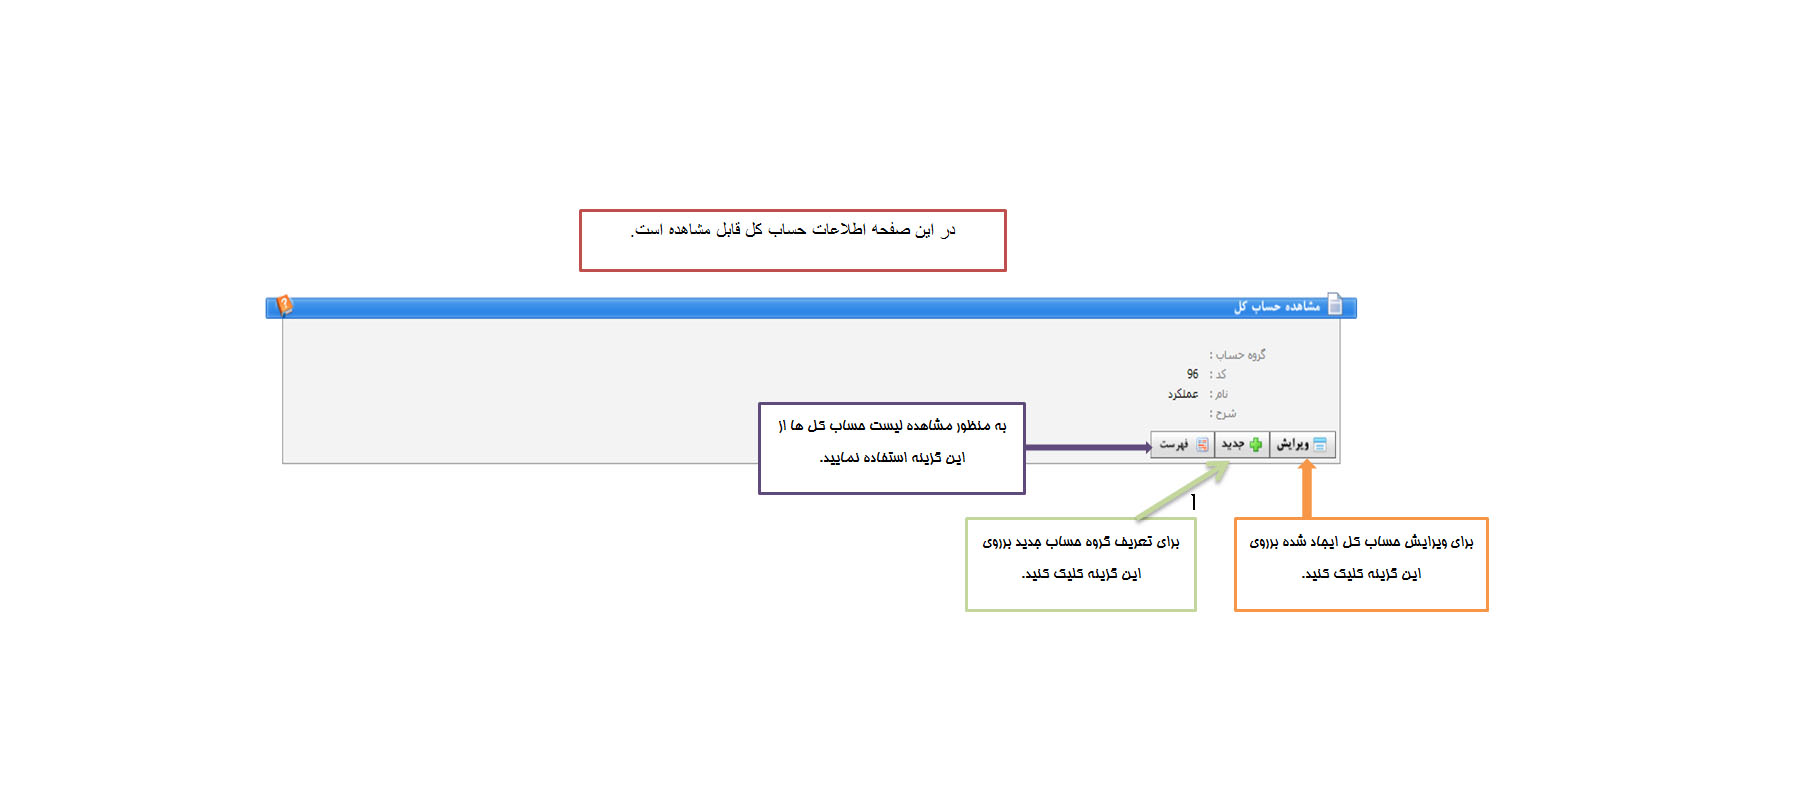 در این صفحه اطلاعات حساب کل قابل مشاهده است.
مشاهده حساب کل
گروه حساب :
کد : 96
نام : عملکرد
شرح :
ویرایش جدید فهرست
به منظور مشاهده لیست حساب کل ها از
این گزینه استفاده نمایید.
برای ویرایش حساب کل ایجاد شده برروی
این گزینه کلیک کنید.
برای تعریف گروه حساب جدید برروی
این گزینه کلیک کنید.